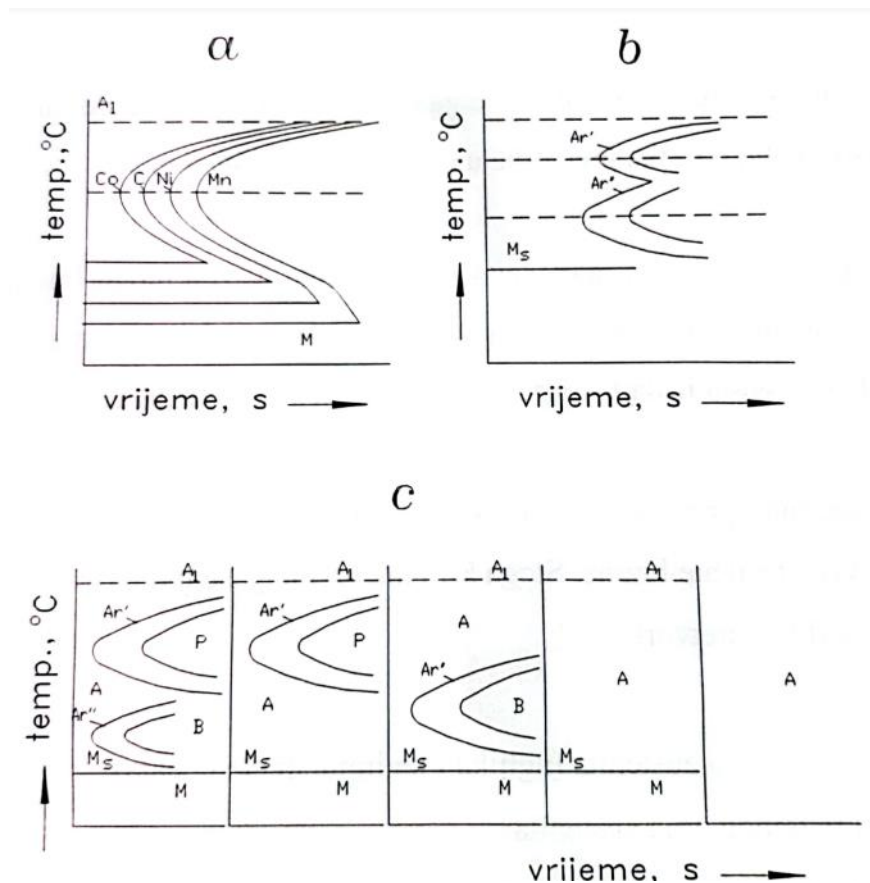 a
b
A₁
temp., °C
Co C Ni Mn
M
vrijeme, s
temp., °C
Ar'
Ar"
Mₛ
vrijeme, s
c
temp., °C
A₁
Ar'
P
A
Ar"
B
Mₛ
M
A₁
Ar'
P
A
Mₛ
M
A₁
A
Ar'
B
Mₛ
M
A₁
A
Mₛ
M
A
vrijeme, s